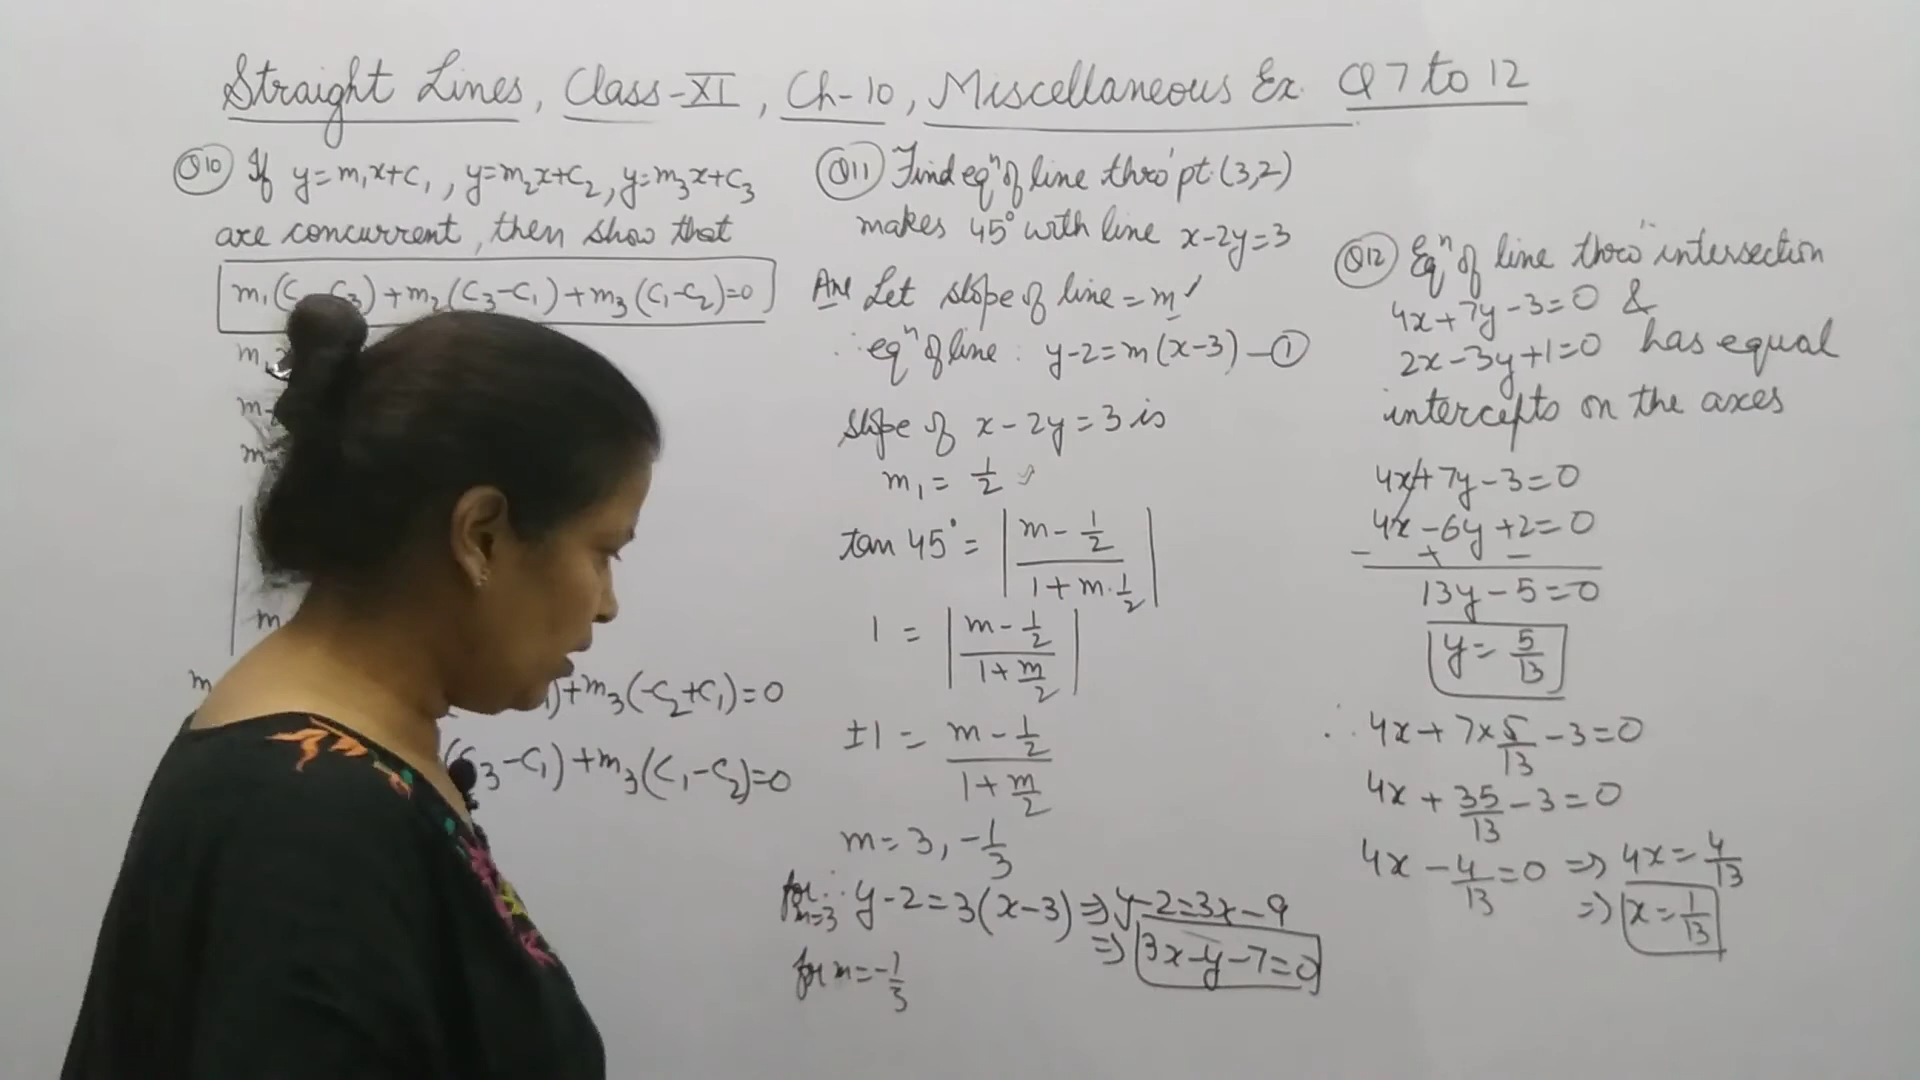 Straight Lines, Class-XI, Ch-10, Miscellaneous Ex. Q 7 to 12
Q10 If y=m₁x+c₁, y=m₂x+c₂, y=m₃x+c₃
are concurrent, then show that
m₁(c₂-c₃)+m₂(c₃-c₁)+m₃(c₁-c₂)=0
m₁
m
m
m
m +m₃(-c₂+c₁)=0
(c₃-c₁)+m₃(c₁-c₂)=0
Q11 Find eqⁿ of line thro' pt. (3,2)
makes 45° with line x-2y=3
Ans Let slope of line = m
∴ eqⁿ of line : y-2=m(x-3) — ①
slope of x-2y=3 is
m₁ = 1/2
tan 45° = |(m-1/2)/(1+m·1/2)|
1 = |(m-1/2)/(1+m/2)|
±1 = (m-1/2)/(1+m/2)
m=3, -1/3
for m=3 ∴ y-2=3(x-3) ⇒ y-2=3x-9
⇒ 3x-y-7=0
for m=-1/3
Q12 Eqⁿ of line thro' intersection
4x+7y-3=0 &
2x-3y+1=0 has equal
intercepts on the axes
4x+7y-3=0
4x-6y+2=0
- + -
13y-5=0
y=5/13
∴ 4x+7×5/13-3=0
4x+35/13-3=0
4x-4/13=0 ⇒ 4x=4/13
⇒ x=1/13